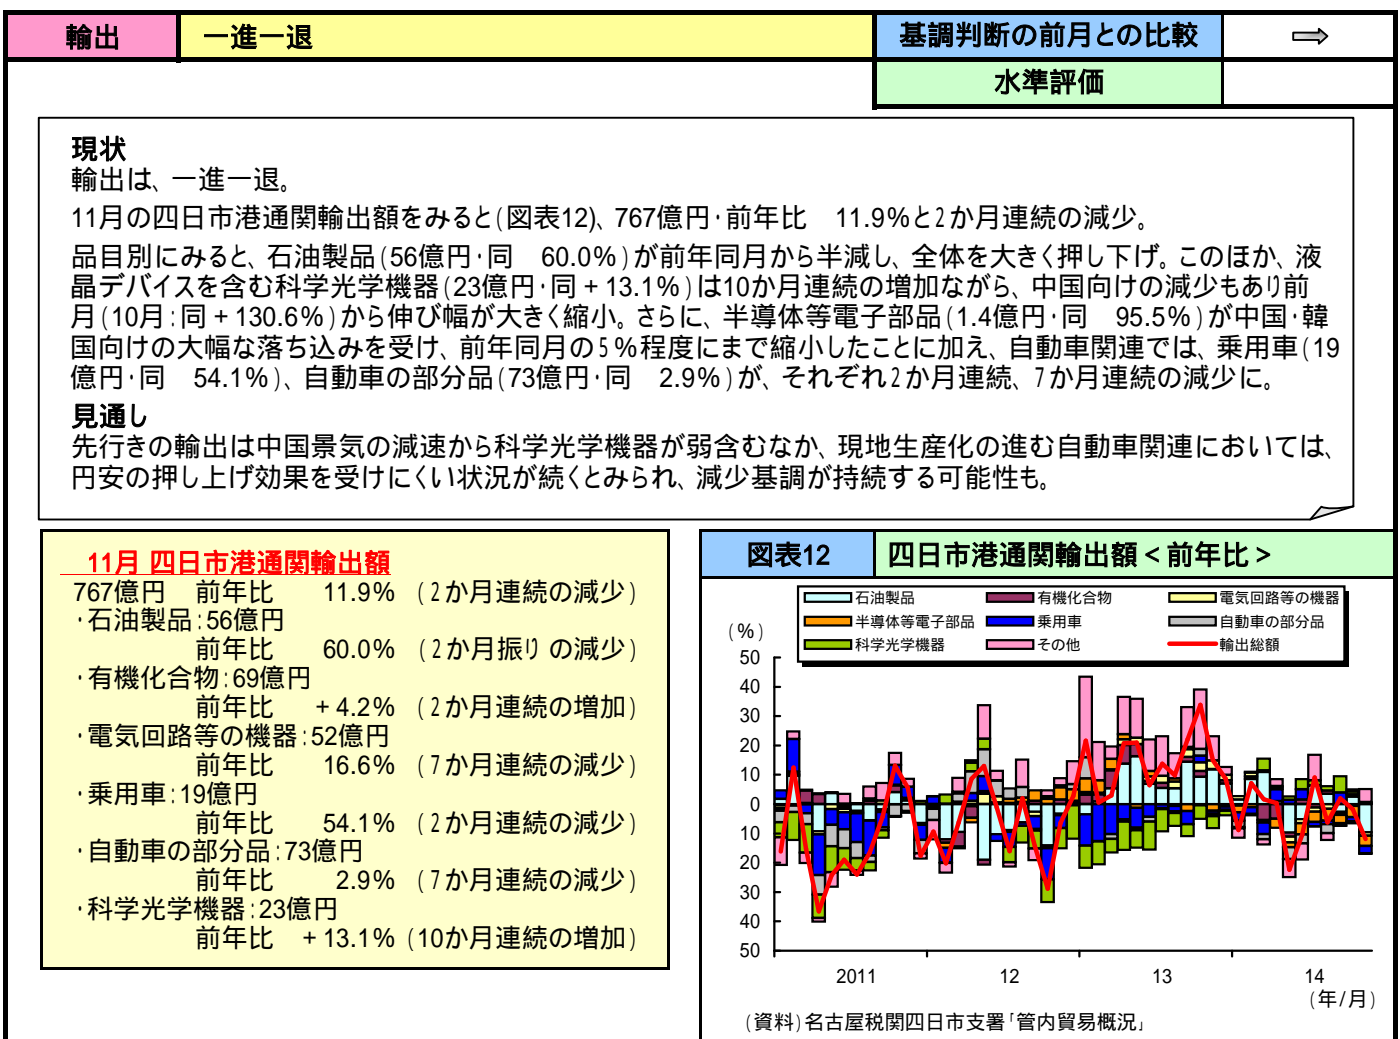 輸出 一進一退 基調判断の前月との比較 ⇨
水準評価
現状
輸出は、一進一退。
11月の四日市港通関輸出額をみると(図表12)、767億円・前年比 11.9%と2か月連続の減少。
品目別にみると、石油製品(56億円・同 60.0%)が前年同月から半減し、全体を大きく押し下げ。このほか、液
晶デバイスを含む科学光学機器(23億円・同+13.1%)は10か月連続の増加ながら、中国向けの減少もあり前
月(10月:同+130.6%)から伸び幅が大きく縮小。さらに、半導体等電子部品(1.4億円・同 95.5%)が中国・韓
国向けの大幅な落ち込みを受け、前年同月の5%程度にまで縮小したことに加え、自動車関連では、乗用車(19
億円・同 54.1%)、自動車の部分品(73億円・同 2.9%)が、それぞれ2か月連続、7か月連続の減少に。
見通し
先行きの輸出は中国景気の減速から科学光学機器が弱含むなか、現地生産化の進む自動車関連においては、
円安の押し上げ効果を受けにくい状況が続くとみられ、減少基調が持続する可能性も。
11月 四日市港通関輸出額
767億円 前年比 11.9% (2か月連続の減少)
・石油製品:56億円
前年比 60.0% (2か月振りの減少)
・有機化合物:69億円
前年比 +4.2% (2か月連続の増加)
・電気回路等の機器:52億円
前年比 16.6% (7か月連続の減少)
・乗用車:19億円
前年比 54.1% (2か月連続の減少)
・自動車の部分品:73億円
前年比 2.9% (7か月連続の減少)
・科学光学機器:23億円
前年比 +13.1% (10か月連続の増加)
図表12 四日市港通関輸出額<前年比>
石油製品 有機化合物 電気回路等の機器
半導体等電子部品 乗用車 自動車の部分品
科学光学機器 その他 輸出総額
(%)
50
40
30
20
10
0
10
20
30
40
50
2011 12 13 14
(年/月)
(資料)名古屋税関四日市支署「管内貿易概況」